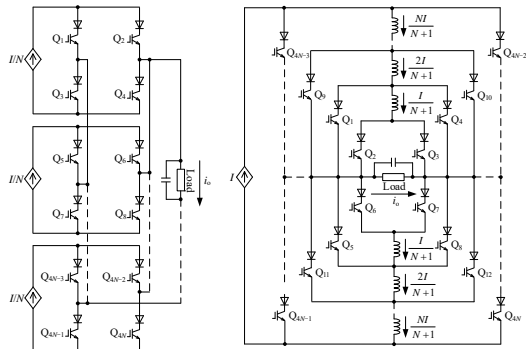 Q1
Q2
I/N
Q3
Q4
Q5
Q6
I/N
Q7
Q8
Q4N-3
Q4N-2
I/N
Q4N-1
Q4N
Load
io
NI
N+1
Q4N-3
Q4N-2
2I
N+1
Q9
Q10
I
N+1
Q1
Q4
Q2
Q3
I
Load
io
Q6
Q7
Q5
Q8
I
N+1
Q11
Q12
2I
N+1
Q4N-1
Q4N
NI
N+1